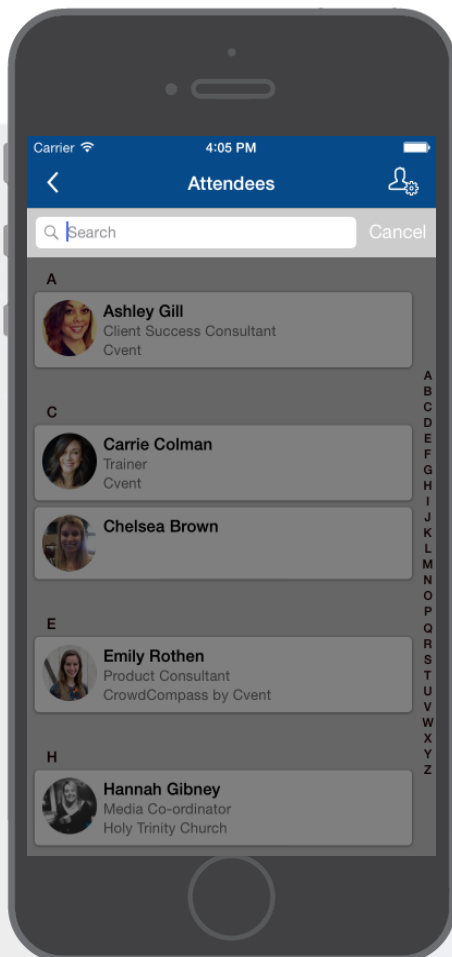 Carrier 4:05 PM
Attendees
Search Cancel
A
Ashley Gill
Client Success Consultant
Cvent
C
Carrie Colman
Trainer
Cvent
Chelsea Brown
E
Emily Rothen
Product Consultant
CrowdCompass by Cvent
H
Hannah Gibney
Media Co-ordinator
Holy Trinity Church
A
B
C
D
E
F
G
H
I
J
K
L
M
N
O
P
Q
R
S
T
U
V
W
X
Y
Z